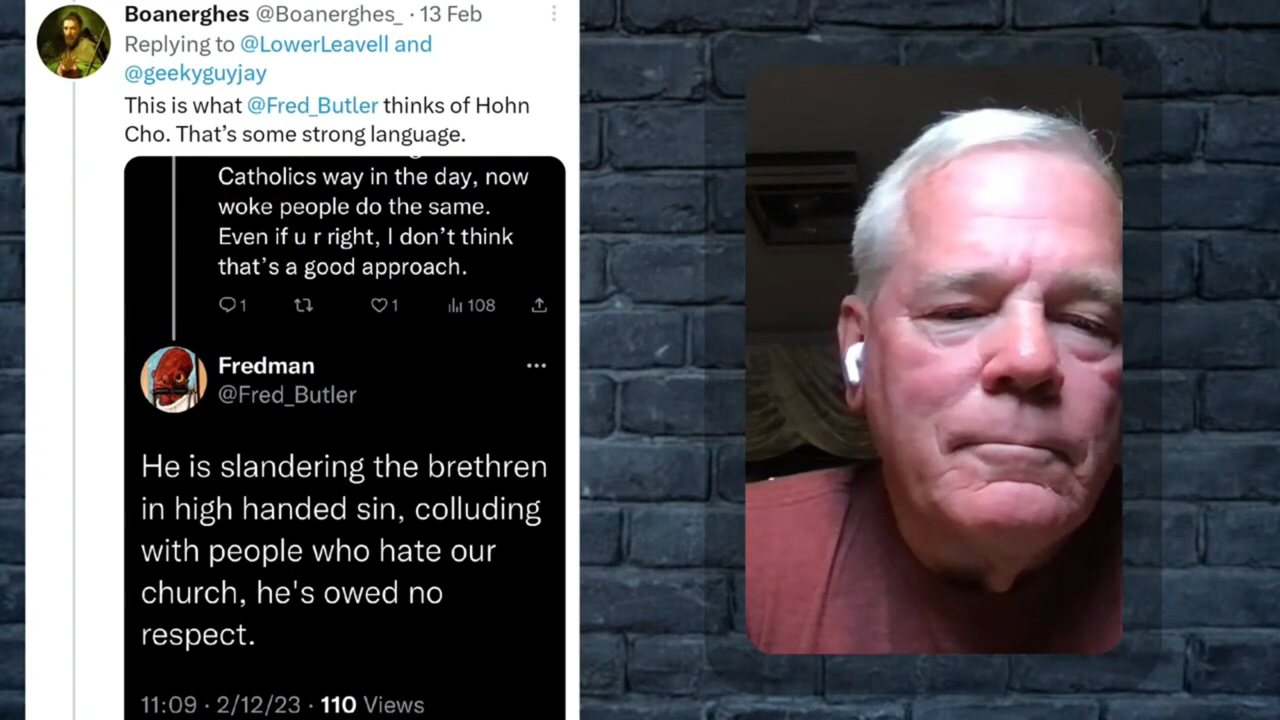 Boanerghes @Boanerghes_ · 13 Feb
Replying to @LowerLeavell and
@geekyguyjay
This is what @Fred_Butler thinks of Hohn
Cho. That’s some strong language.
Catholics way in the day, now
woke people do the same.
Even if u r right, I don’t think
that’s a good approach.
1 1 108
Fredman
@Fred_Butler
He is slandering the brethren
in high handed sin, colluding
with people who hate our
church, he's owed no
respect.
11:09 · 2/12/23 · 110 Views